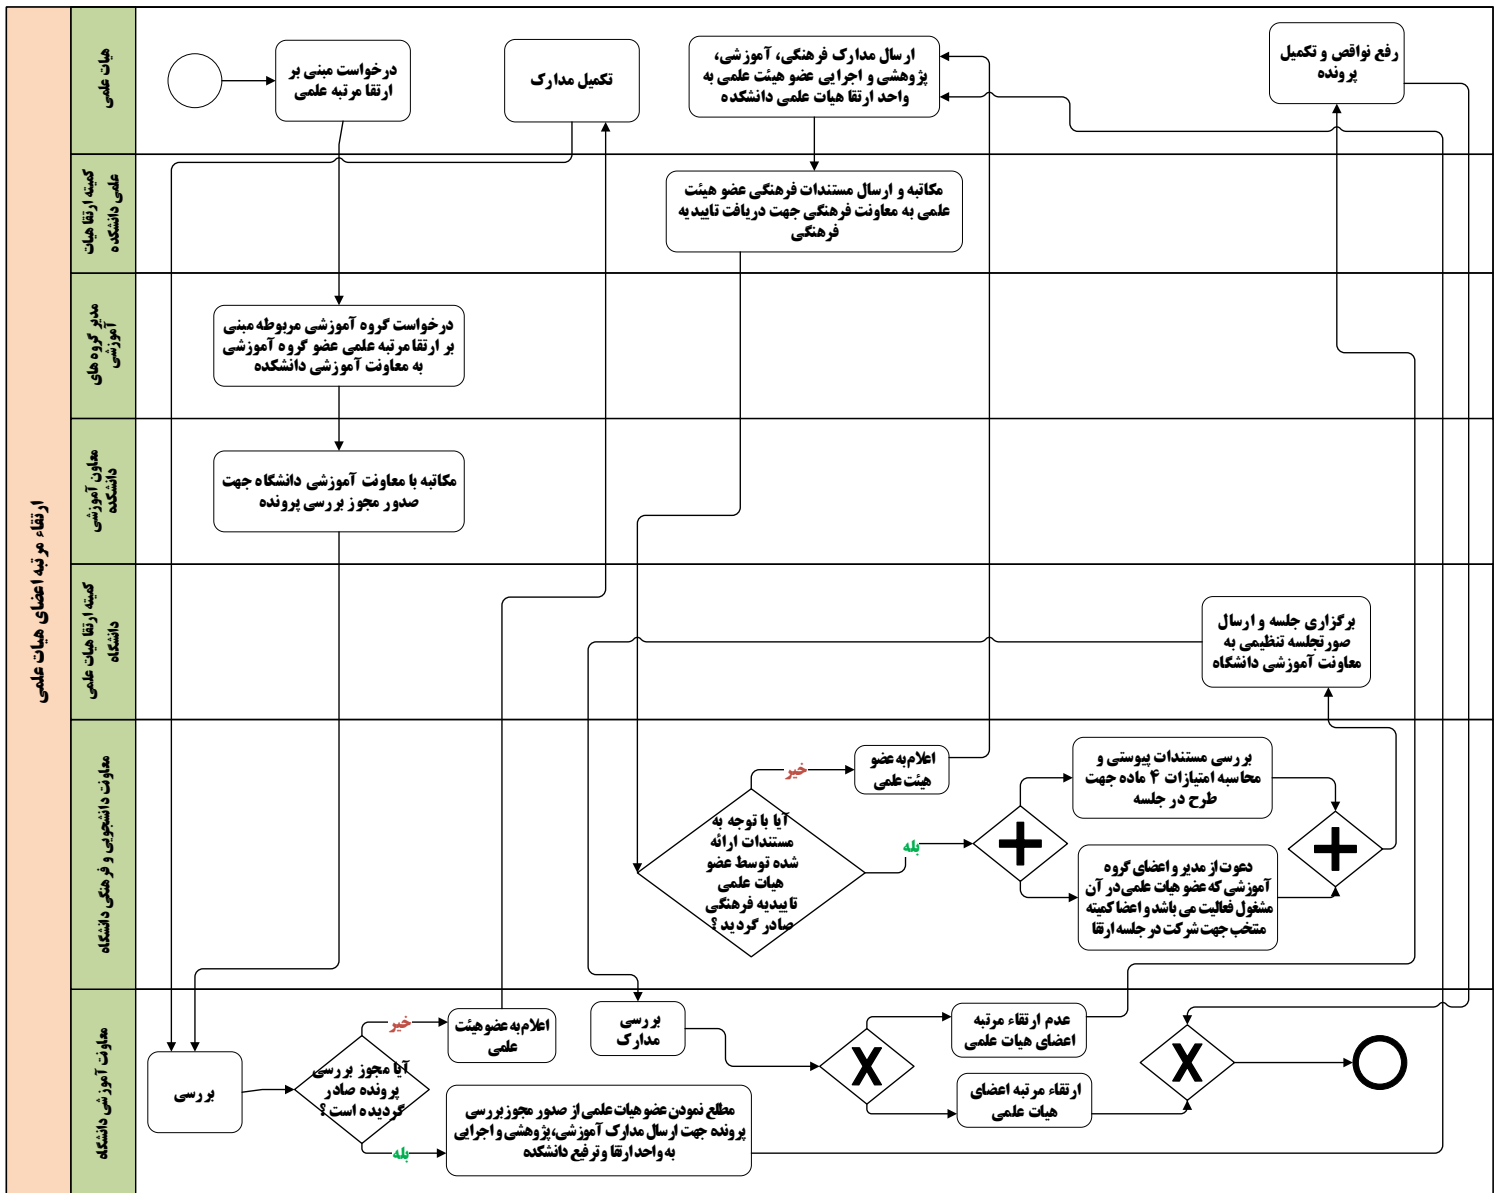 ارتقاء مرتبه اعضای هیات علمی
هیات علمی
درخواست مبنی بر
ارتقا مرتبه علمی
تکمیل مدارک
ارسال مدارک فرهنگی، آموزشی،
پژوهشی و اجرایی عضو هیئت علمی به
واحد ارتقا هیات علمی دانشکده
رفع نواقص و تکمیل
پرونده
کمیته ارتقا هیات
علمی دانشکده
مکاتبه و ارسال مستندات فرهنگی عضو هیئت
علمی به معاونت فرهنگی جهت دریافت تاییدیه
فرهنگی
مدیر گروه های
آموزشی
درخواست گروه آموزشی مربوطه مبنی
بر ارتقا مرتبه علمی عضو گروه آموزشی
به معاونت آموزشی دانشکده
معاون آموزشی
دانشکده
مکاتبه با معاونت آموزشی دانشگاه جهت
صدور مجوز بررسی پرونده
کمیته ارتقا هیات علمی
دانشگاه
برگزاری جلسه و ارسال
صورتجلسه تنظیمی به
معاونت آموزشی دانشگاه
معاونت دانشجویی و فرهنگی دانشگاه
آیا با توجه به
مستندات ارائه
شده توسط عضو
هیات علمی
تاییدیه فرهنگی
صادر گردید ؟
خیر
اعلام به عضو
هیئت علمی
بله
بررسی مستندات پیوستی و
محاسبه امتیازات ۴ ماده جهت
طرح در جلسه
دعوت از مدیر و اعضای گروه
آموزشی که عضو هیات علمی در آن
مشغول فعالیت می باشد و اعضا کمیته
منتخب جهت شرکت در جلسه ارتقا
معاونت آموزشی دانشگاه
بررسی
آیا مجوز بررسی
پرونده صادر
گردیده است ؟
خیر
اعلام به عضو هیئت
علمی
بله
مطلع نمودن عضو هیات علمی از صدور مجوز بررسی
پرونده جهت ارسال مدارک آموزشی،پژوهشی و اجرایی
به واحد ارتقا و ترفیع دانشکده
بررسی
مدارک
X
عدم ارتقاء مرتبه
اعضای هیات علمی
ارتقاء مرتبه اعضای
هیات علمی
X